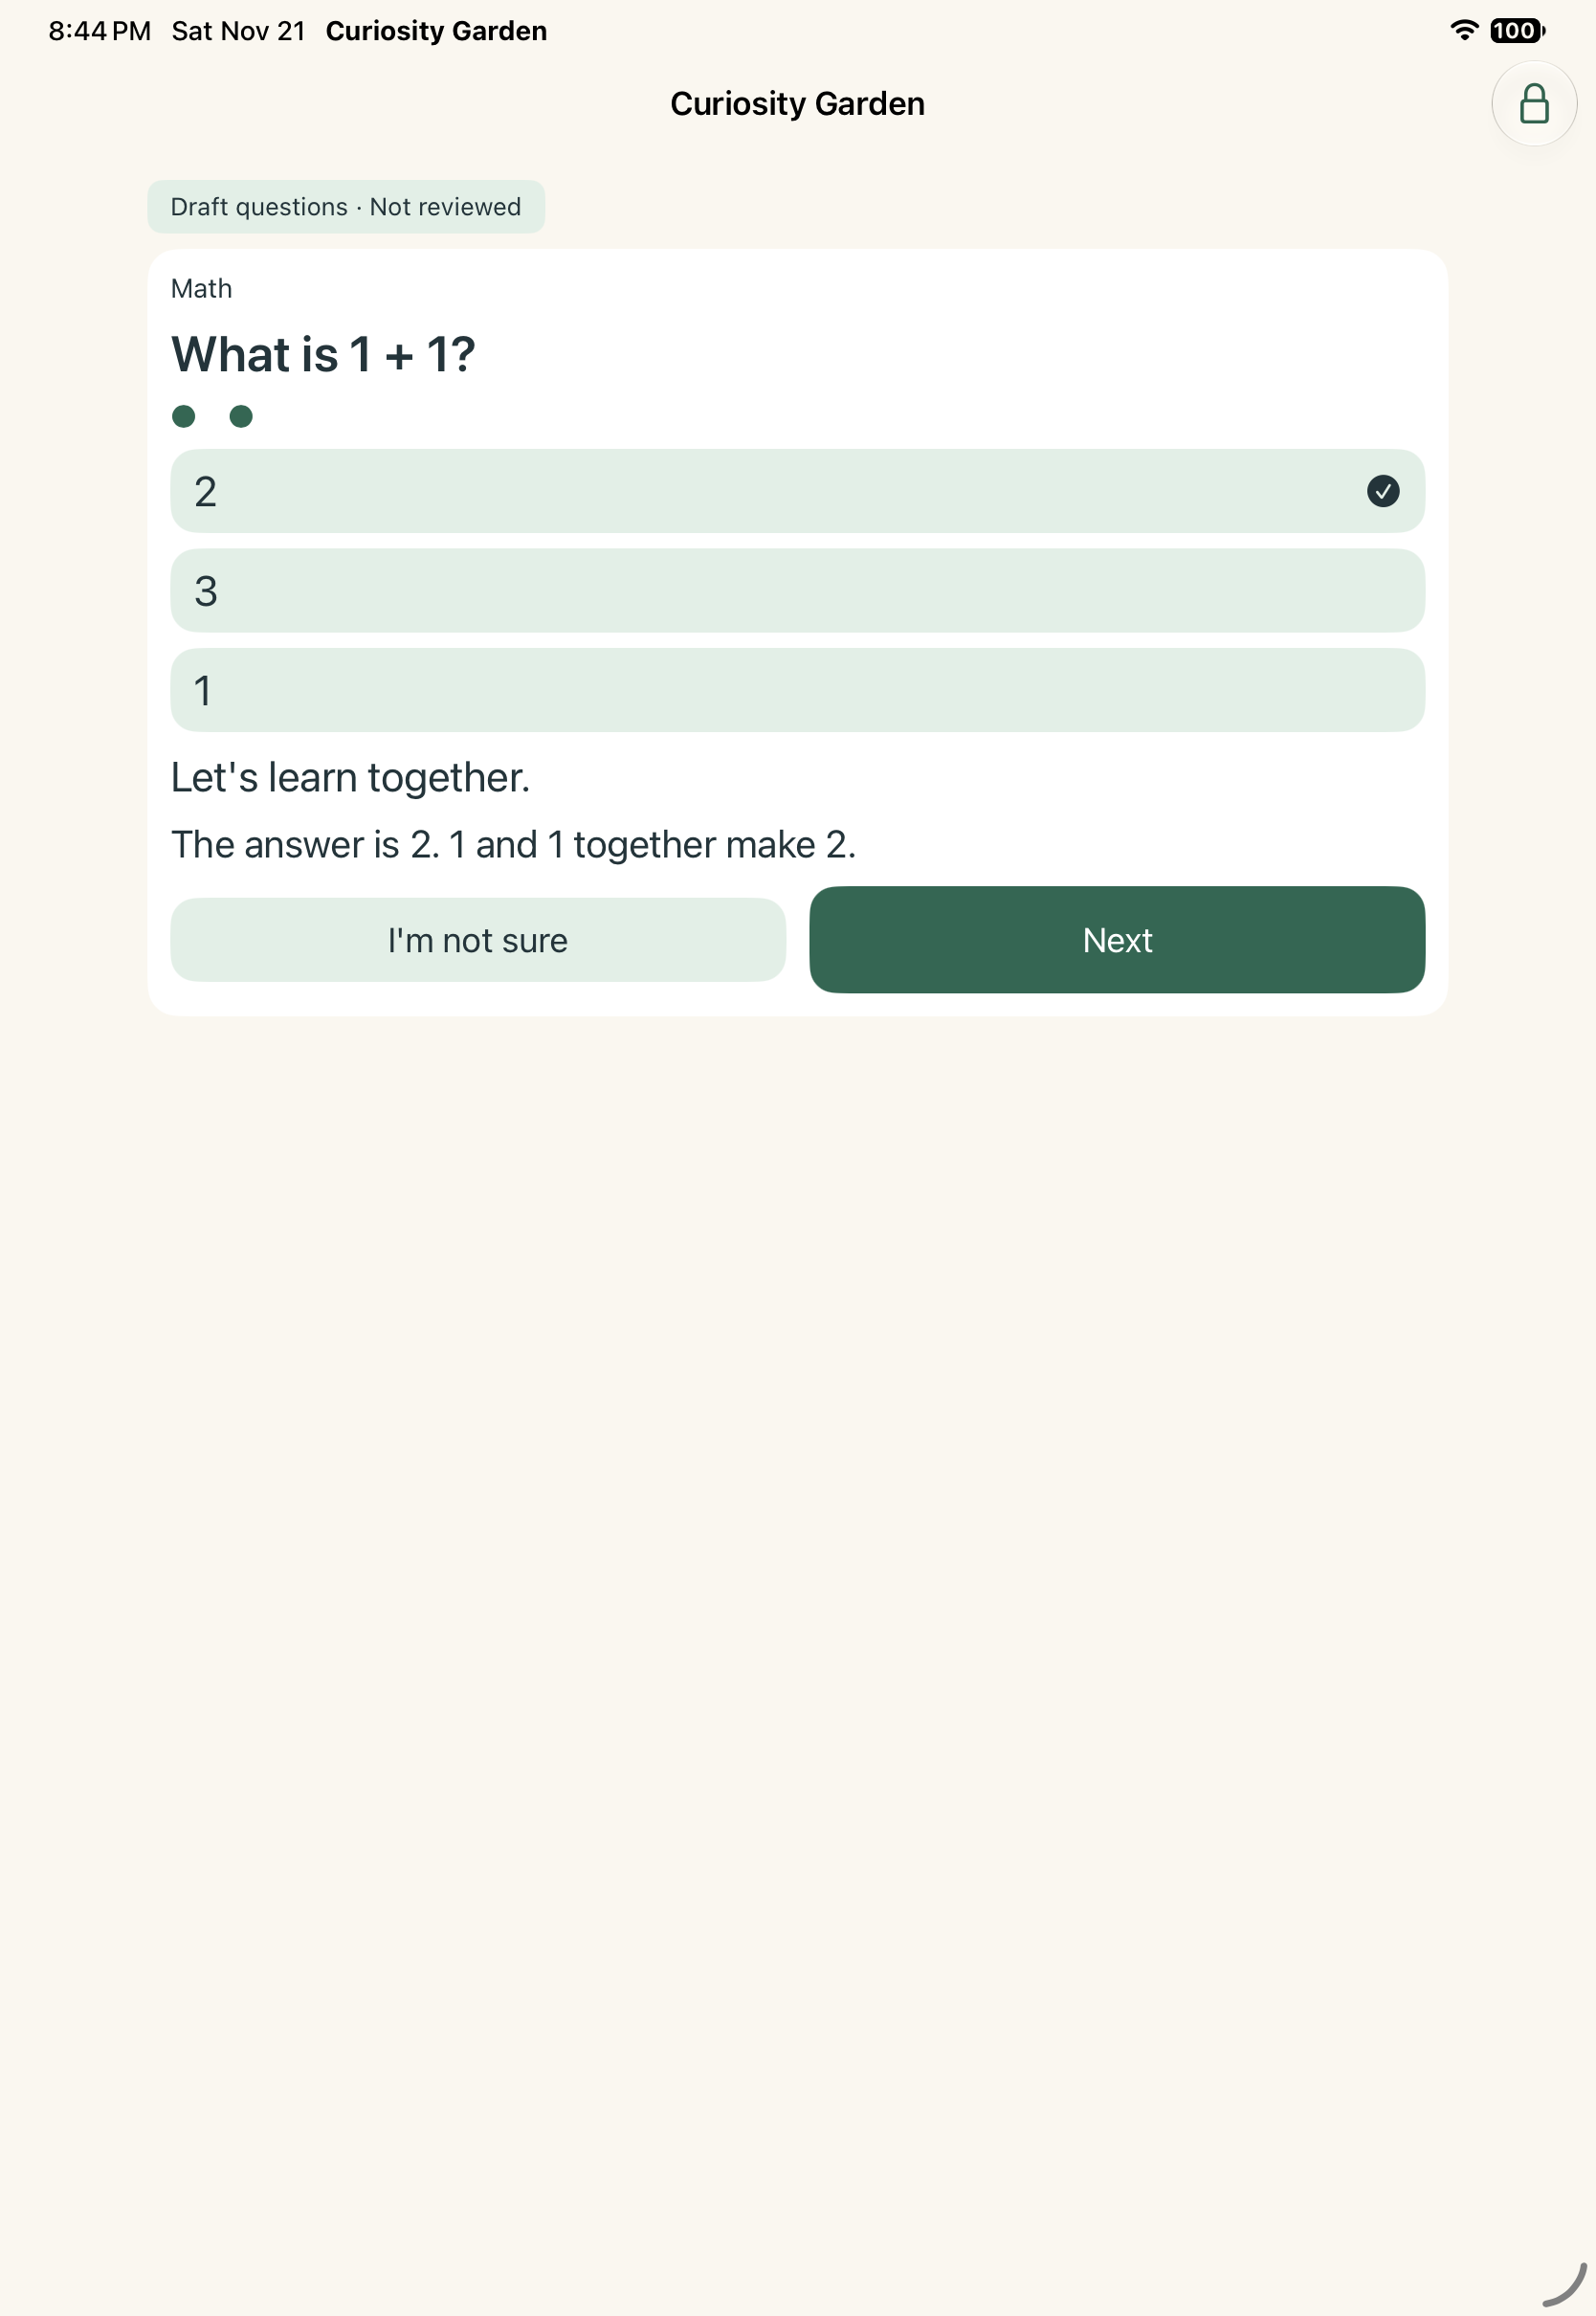 8:44 PM Sat Nov 21 Curiosity Garden 100
Curiosity Garden
Draft questions · Not reviewed
Math
What is 1 + 1?
2
3
1
Let's learn together.
The answer is 2. 1 and 1 together make 2.
I'm not sure Next